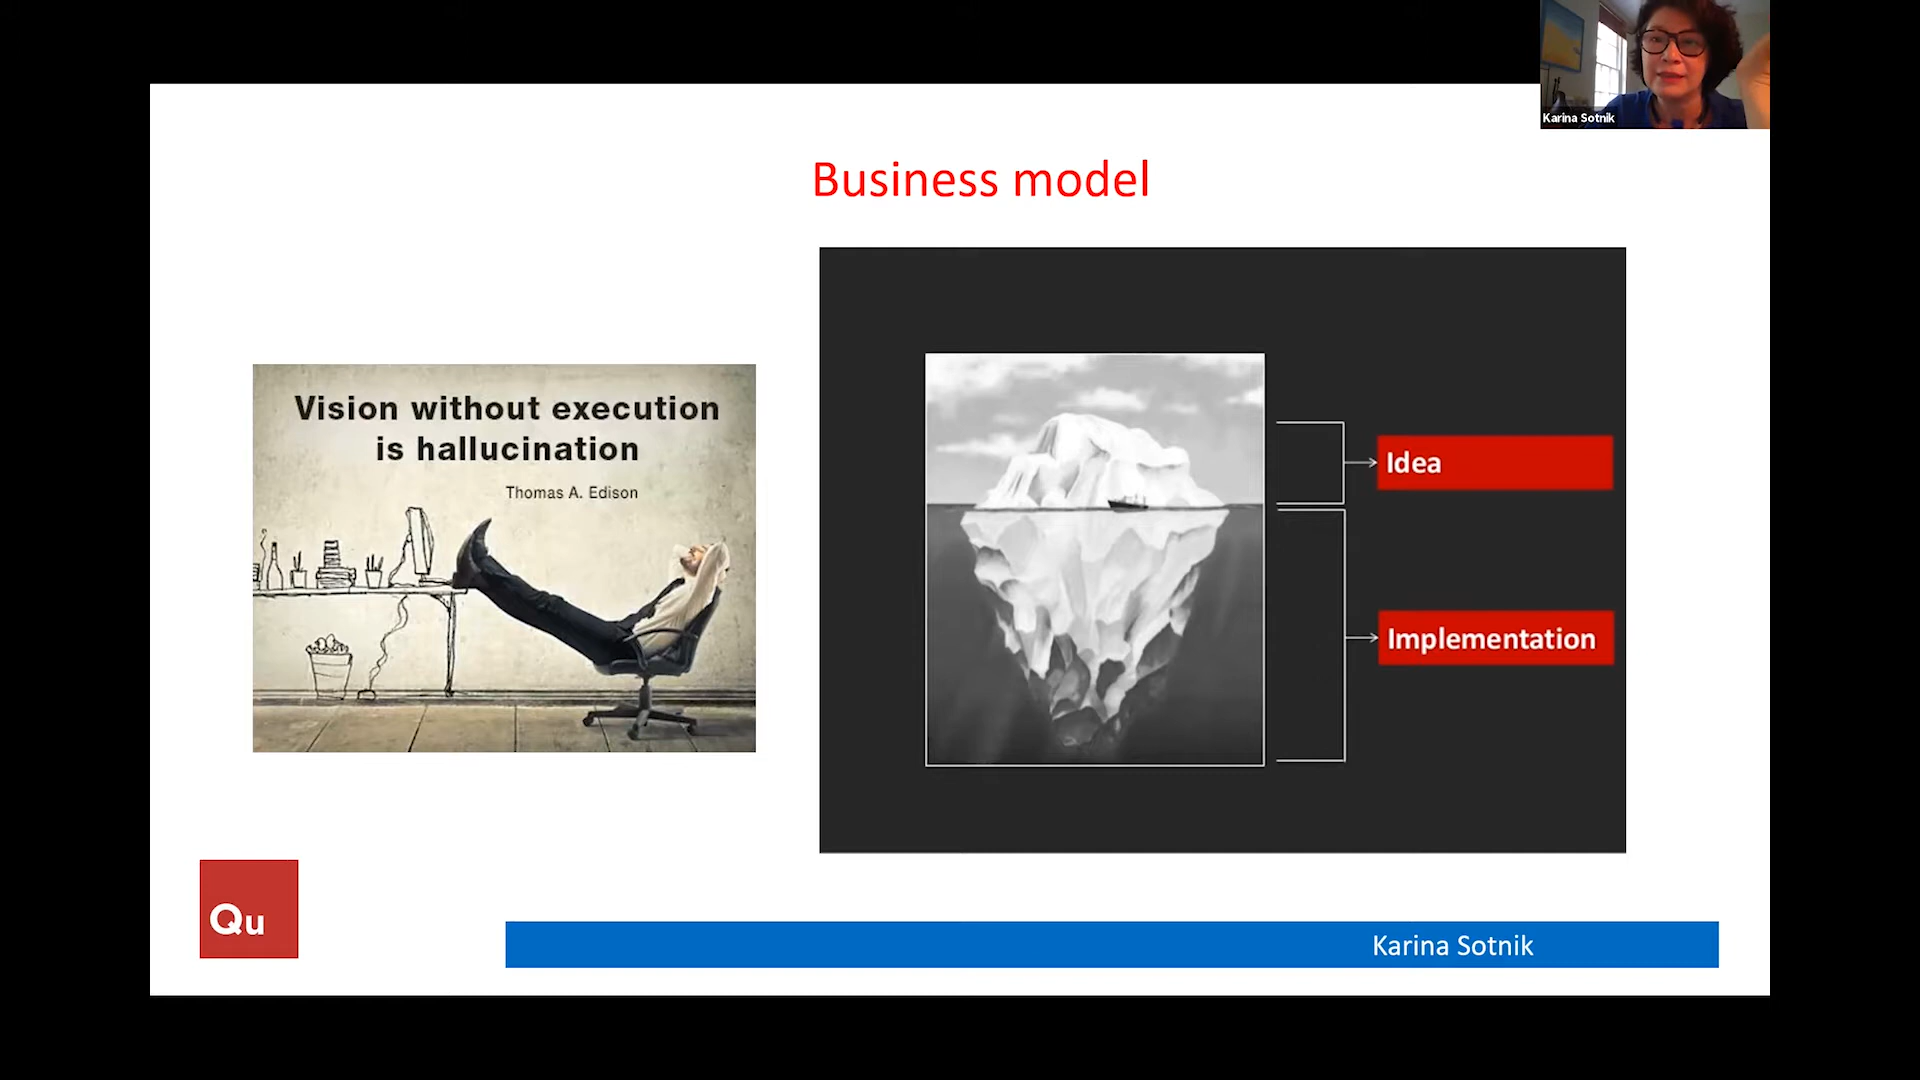 Karina Sotnik
Business model
Vision without execution
is hallucination
Thomas A. Edison
Idea
Implementation
Qu
Karina Sotnik